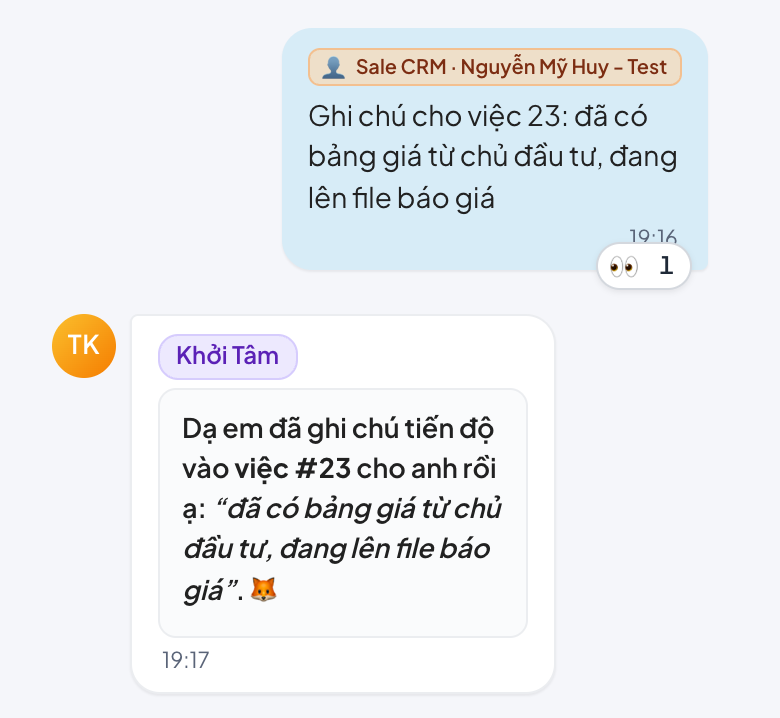 Sale CRM · Nguyễn Mỹ Huy - Test
Ghi chú cho việc 23: đã có
bảng giá từ chủ đầu tư, đang
lên file báo giá
19:16
👀 1
TK
Khởi Tâm
Dạ em đã ghi chú tiến độ
vào việc #23 cho anh rồi
ạ: “đã có bảng giá từ chủ
đầu tư, đang lên file báo
giá”. 🦊
19:17